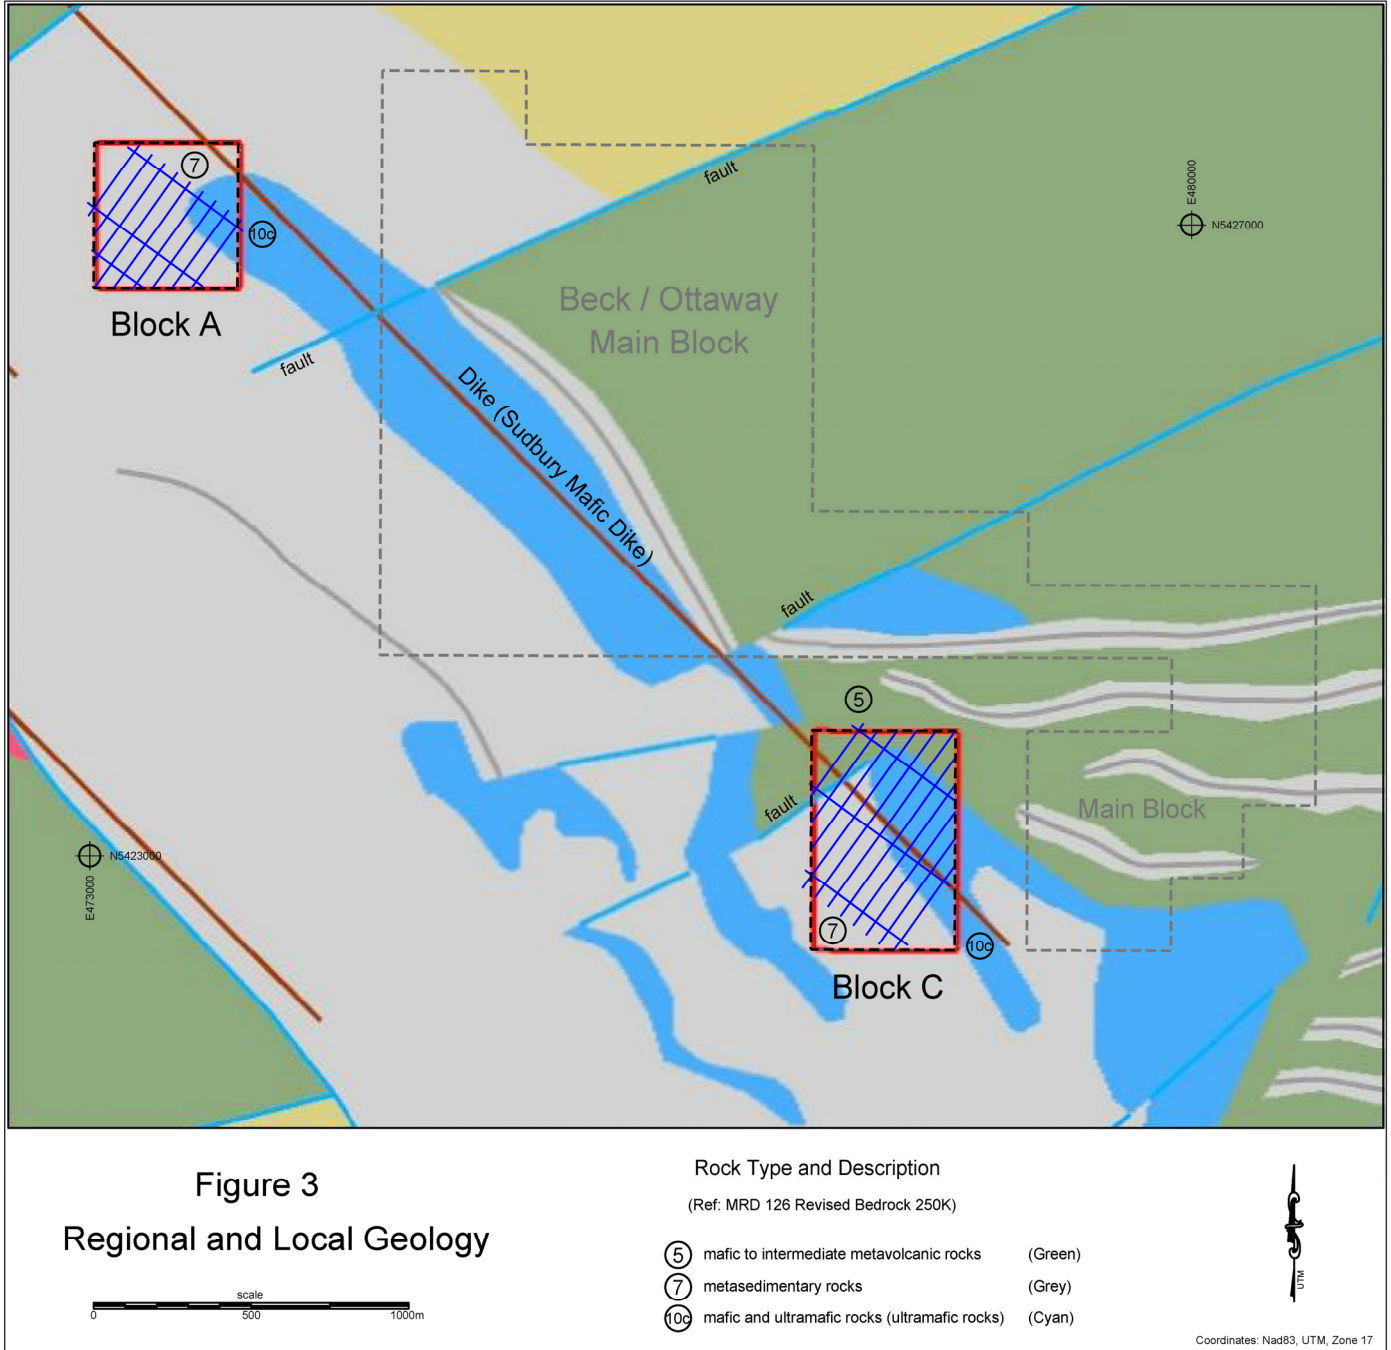 E480000
N5427000
fault
7
10c
Block A
Beck / Ottaway
Main Block
fault
Dike (Sudbury Mafic Dike)
fault
5
Main Block
fault
N5423000
E473000
7
10c
Block C
Figure 3
Regional and Local Geology
scale
0 500 1000m
Rock Type and Description
(Ref: MRD 126 Revised Bedrock 250K)
5 mafic to intermediate metavolcanic rocks (Green)
7 metasedimentary rocks (Grey)
10c mafic and ultramafic rocks (ultramafic rocks) (Cyan)
UTM
Coordinates: Nad83, UTM, Zone 17